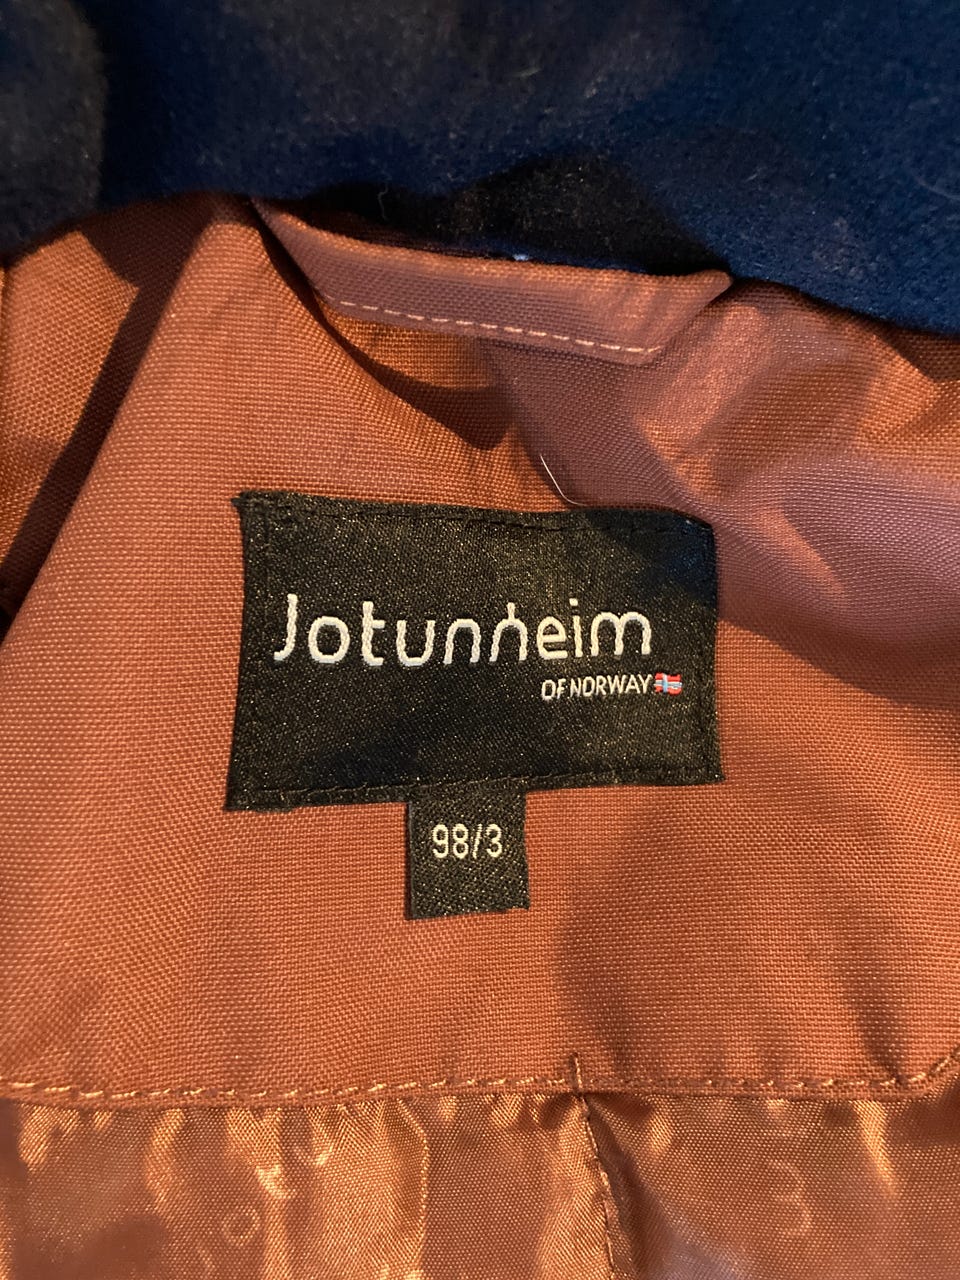 Jotunheim
OF NORWAY
98/3